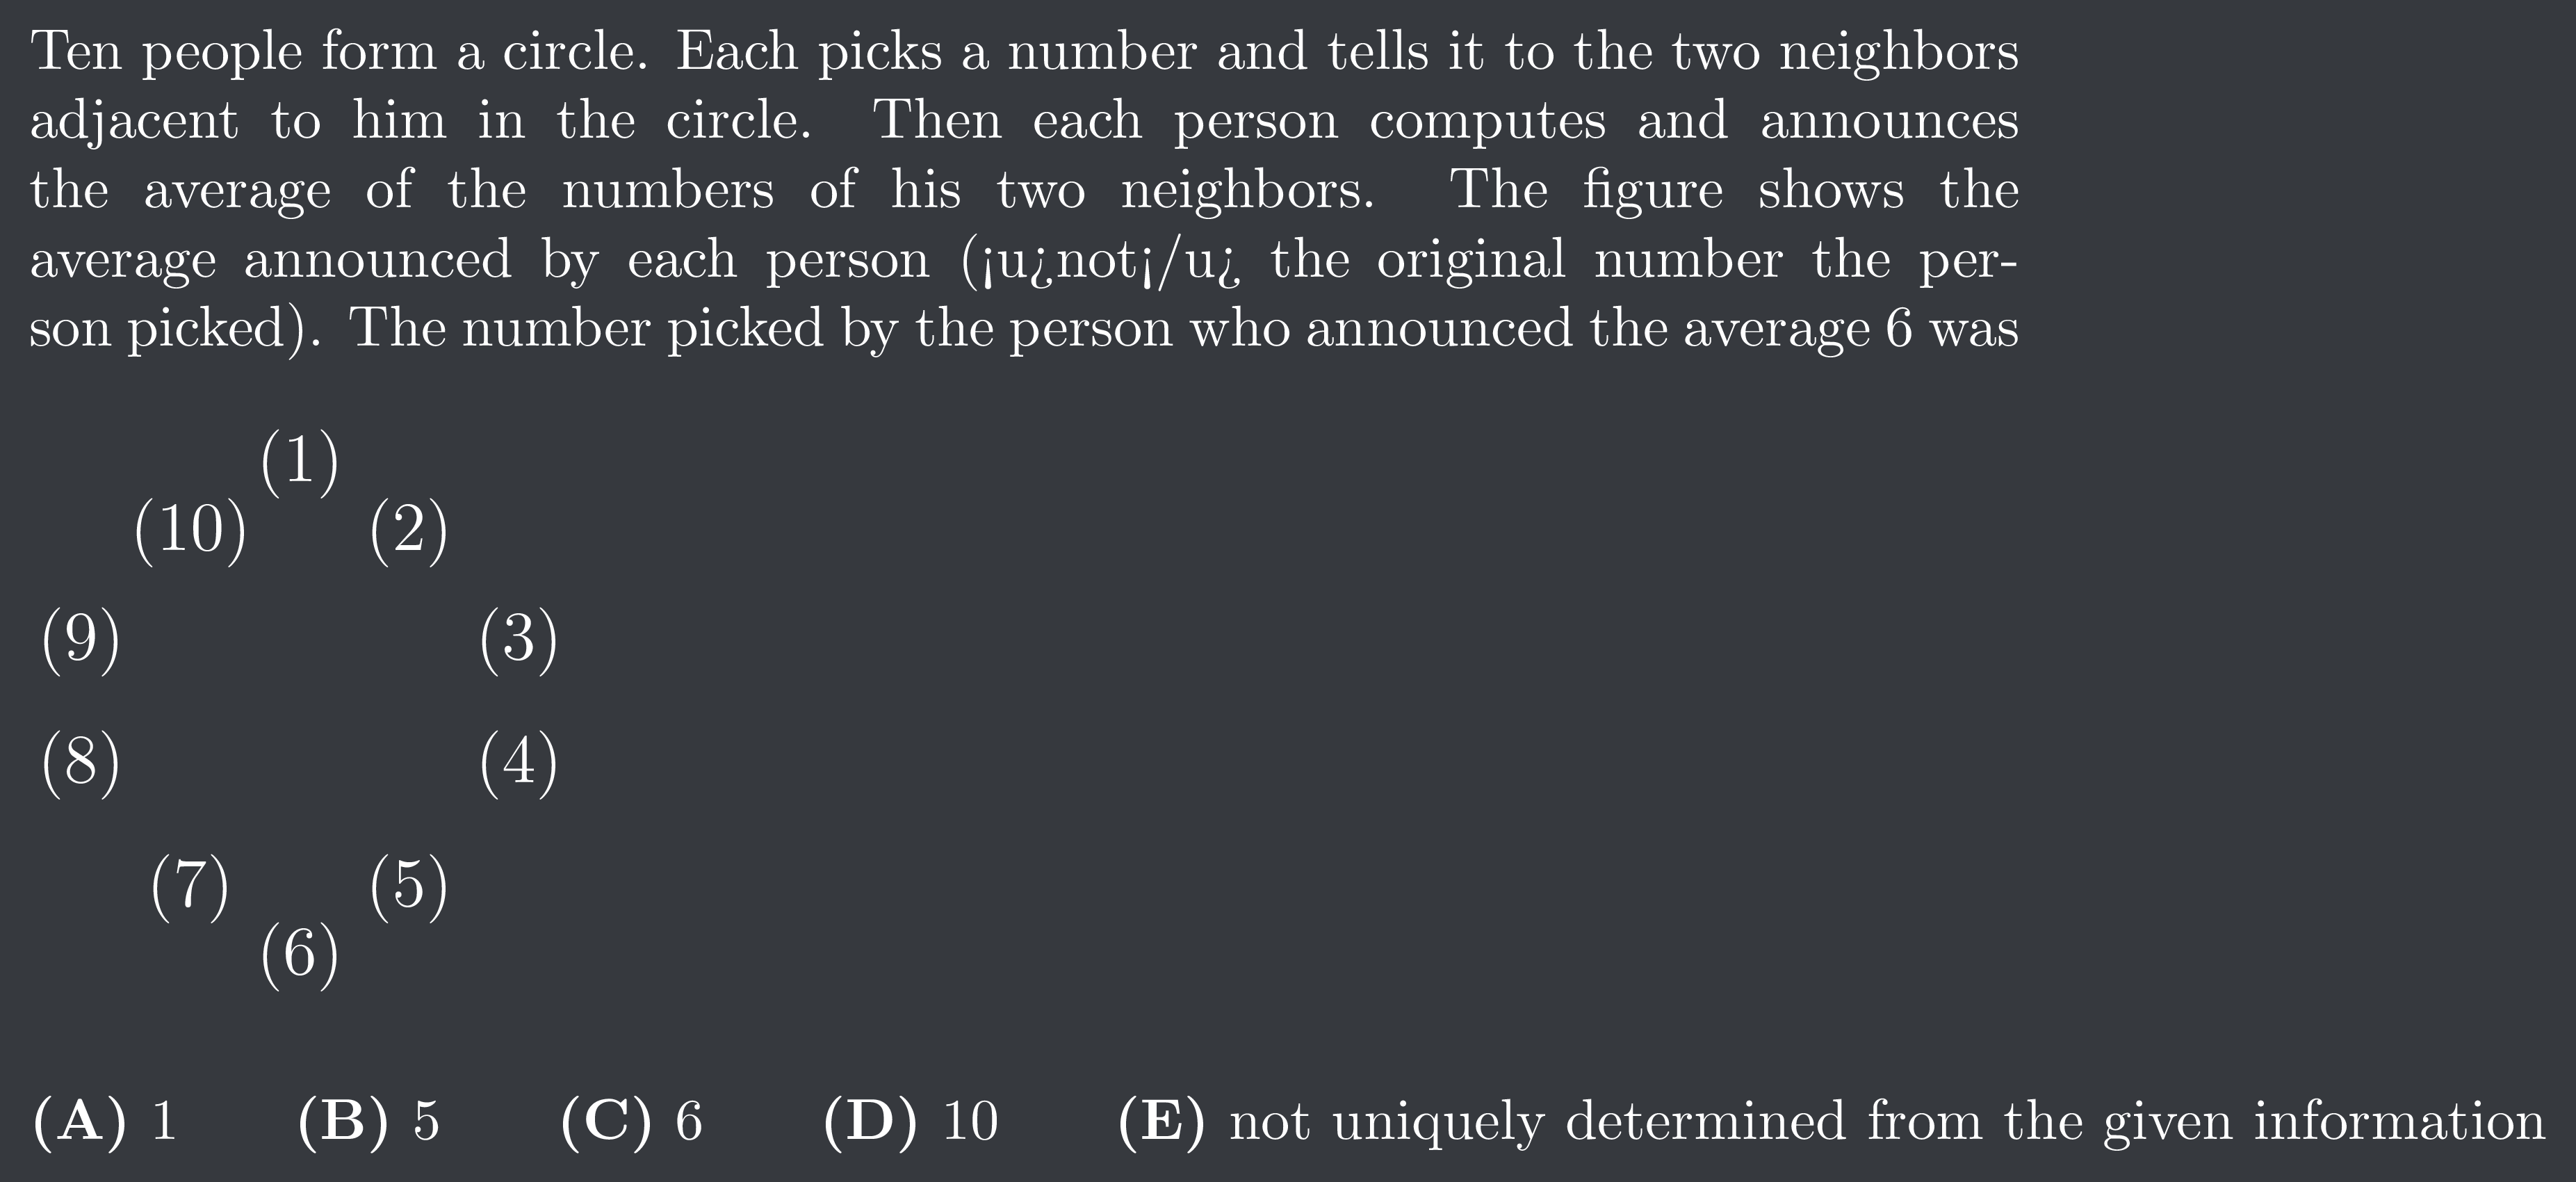 Ten people form a circle. Each picks a number and tells it to the two neighbors
adjacent to him in the circle. Then each person computes and announces
the average of the numbers of his two neighbors. The figure shows the
average announced by each person (¡u¿not¡/u¿ the original number the per-
son picked). The number picked by the person who announced the average 6 was
(1)
(10) (2)
(9) (3)
(8) (4)
(7) (5)
(6)
(A) 1 (B) 5 (C) 6 (D) 10 (E) not uniquely determined from the given information